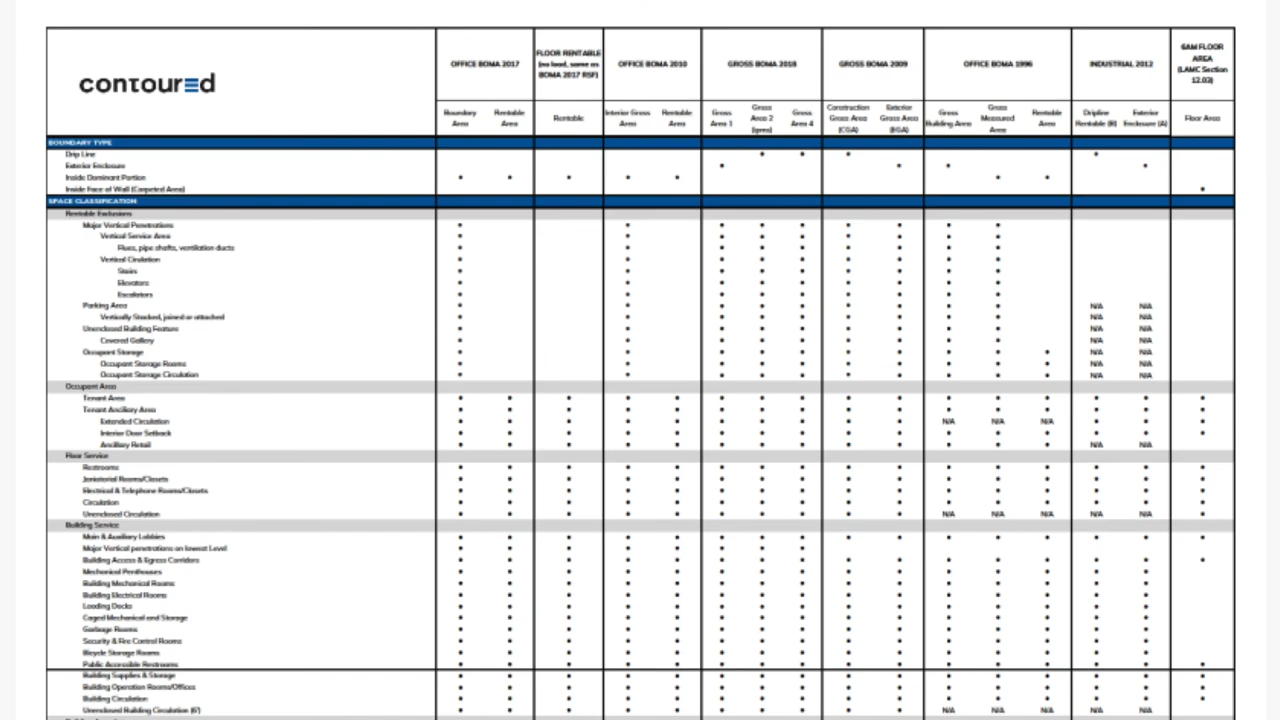 contoured
OFFICE BOMA 2017
FLOOR RENTABLE
(no load, same as
BOMA 2017 RSF)
OFFICE BOMA 2010
GROSS BOMA 2018
GROSS BOMA 2009
OFFICE BOMA 1996
INDUSTRIAL 2012
GAM FLOOR
AREA
(LAMC Section
12.03)
Boundary
Area
Rentable
Area
Rentable
Interior Gross
Area
Rentable
Area
Gross
Area 1
Gross
Area 2
Gross
Area 4
Construction
Gross Area
(CGA)
Exterior
Gross Area
(EGA)
Gross
Building Area
Gross
Measured
Area
Rentable
Area
Dripline
Rentable (B)
Exterior
Enclosure (A)
Floor Area
BOUNDARY TYPE
Drip Line
Exterior Enclosure
Inside Dominant Portion
Inside Face of Wall (Carpeted Area)
SPACE CLASSIFICATION
Rentable Exclusions
Major Vertical Penetrations
Vertical Service Area
Flues, pipe shafts, ventilation ducts
Vertical Cirulation
Stairs
Elevators
Escalators
Parking Area N/A N/A
Vertically Stacked, joined or attached N/A N/A
Unenclosed Building Feature N/A N/A
Covered Gallery N/A N/A
Occupant Storage N/A N/A
Occupant Storage Rooms N/A N/A
Occupant Storage Circulation N/A N/A
Occupant Area
Tenant Area
Tenant Ancillary Area
Extended Circulation N/A N/A N/A
Interior Door Setback
Ancillary Retail N/A N/A
Floor Service
Restrooms
Janiatorial Rooms/Closets
Electrical & Telephone Rooms/Closets
Circulation
Unenclosed Circulation N/A N/A N/A N/A N/A
Building Service
Main & Auxiliary Lobbies
Major Vertical penetrations on lowest Level
Building Access & Egress Corridors
Mechanical Penthouses
Building Mechanical Rooms
Building Electrical Rooms
Loading Docks
Caged Mechanical and Storage
Garbage Rooms
Security & Fire Control Rooms
Bicycle Storage Rooms
Public Accessible Restrooms
Building Supplies & Storage
Building Operation Rooms/Offices
Building Circulation
Unenclosed Building Circulation (6') N/A N/A N/A N/A N/A